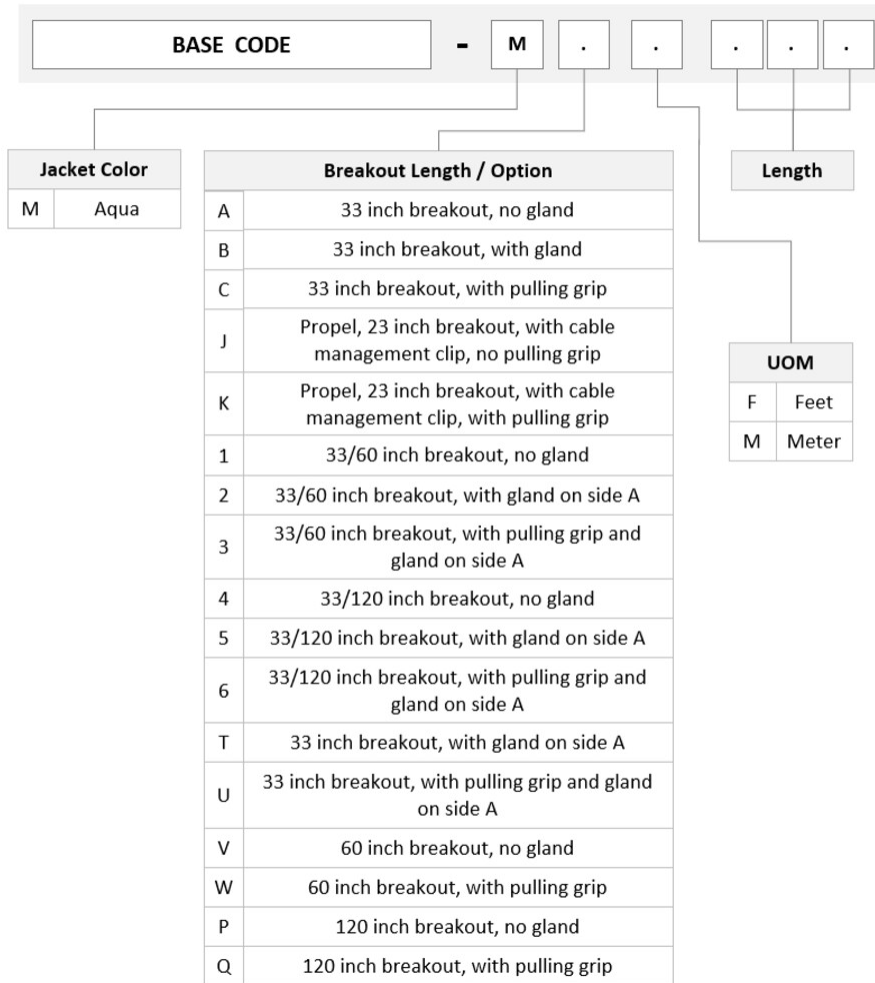 BASE CODE - M . . . . .
Jacket Color
M Aqua
Breakout Length / Option
A 33 inch breakout, no gland
B 33 inch breakout, with gland
C 33 inch breakout, with pulling grip
J Propel, 23 inch breakout, with cable
management clip, no pulling grip
K Propel, 23 inch breakout, with cable
management clip, with pulling grip
1 33/60 inch breakout, no gland
2 33/60 inch breakout, with gland on side A
3 33/60 inch breakout, with pulling grip and
gland on side A
4 33/120 inch breakout, no gland
5 33/120 inch breakout, with gland on side A
6 33/120 inch breakout, with pulling grip and
gland on side A
T 33 inch breakout, with gland on side A
U 33 inch breakout, with pulling grip and gland
on side A
V 60 inch breakout, no gland
W 60 inch breakout, with pulling grip
P 120 inch breakout, no gland
Q 120 inch breakout, with pulling grip
Length
UOM
F Feet
M Meter